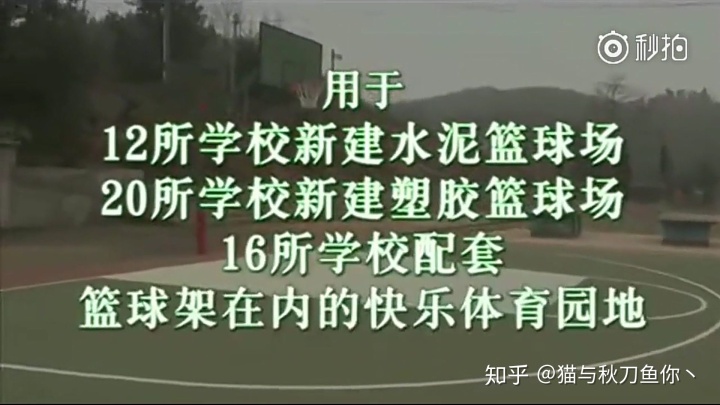 秒拍
用于
12所学校新建水泥篮球场
20所学校新建塑胶篮球场
16所学校配套
篮球架在内的快乐体育园地
知乎 @猫与秋刀鱼你丶